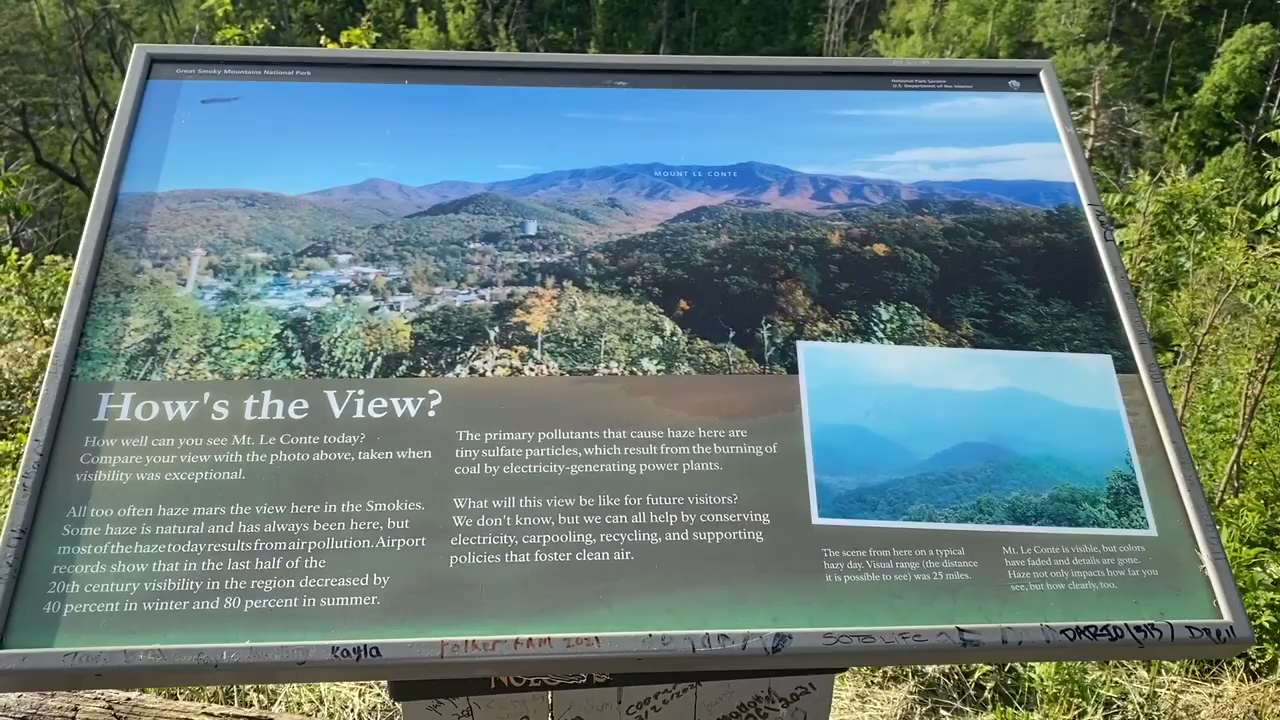 Great Smoky Mountains National Park
National Park Service
U.S. Department of the Interior
MOUNT LE CONTE
How's the View?
How well can you see Mt. Le Conte today?
Compare your view with the photo above, taken when
visibility was exceptional.
All too often haze mars the view here in the Smokies.
Some haze is natural and has always been here, but
most of the haze today results from air pollution. Airport
records show that in the last half of the
20th century visibility in the region decreased by
40 percent in winter and 80 percent in summer.
The primary pollutants that cause haze here are
tiny sulfate particles, which result from the burning of
coal by electricity-generating power plants.
What will this view be like for future visitors?
We don't know, but we can all help by conserving
electricity, carpooling, recycling, and supporting
policies that foster clean air.
The scene from here on a typical
hazy day. Visual range (the distance
it is possible to see) was 25 miles.
Mt. Le Conte is visible, but colors
have faded and details are gone.
Haze not only impacts how far you
see, but how clearly, too.
Kayla
FAM 2021
SOTO LIFE
DARIO (313)
2021